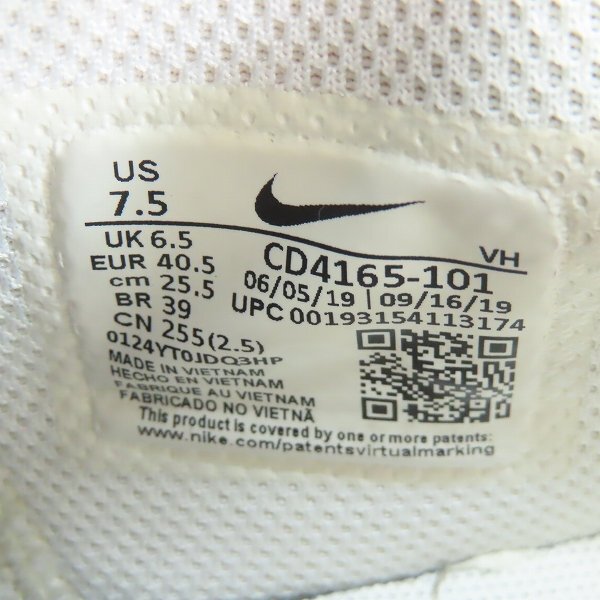 US
7.5
UK 6.5
EUR 40.5
cm 25.5
BR 39
CN 255(2.5)
VH
CD4165-101
06/05/19 | 09/16/19
UPC 00193154113174
0124YT0JDQ3HP
MADE IN VIETNAM
HECHO EN VIETNAM
FABRIQUE AU VIETNAM
FABRICADO NO VIETNÃ
This product is covered by one or more patents:
www.nike.com/patentsvirtualmarking